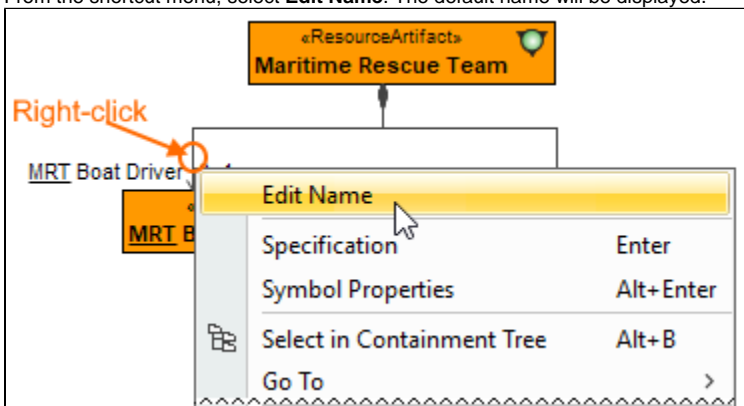 From the shortcut menu, select Edit Name. The default name will be displayed.
«ResourceArtifact»
Maritime Rescue Team
Right-click
MRT Boat Driver
MRT B
Edit Name
Specification Enter
Symbol Properties Alt+Enter
Select in Containment Tree Alt+B
Go To >